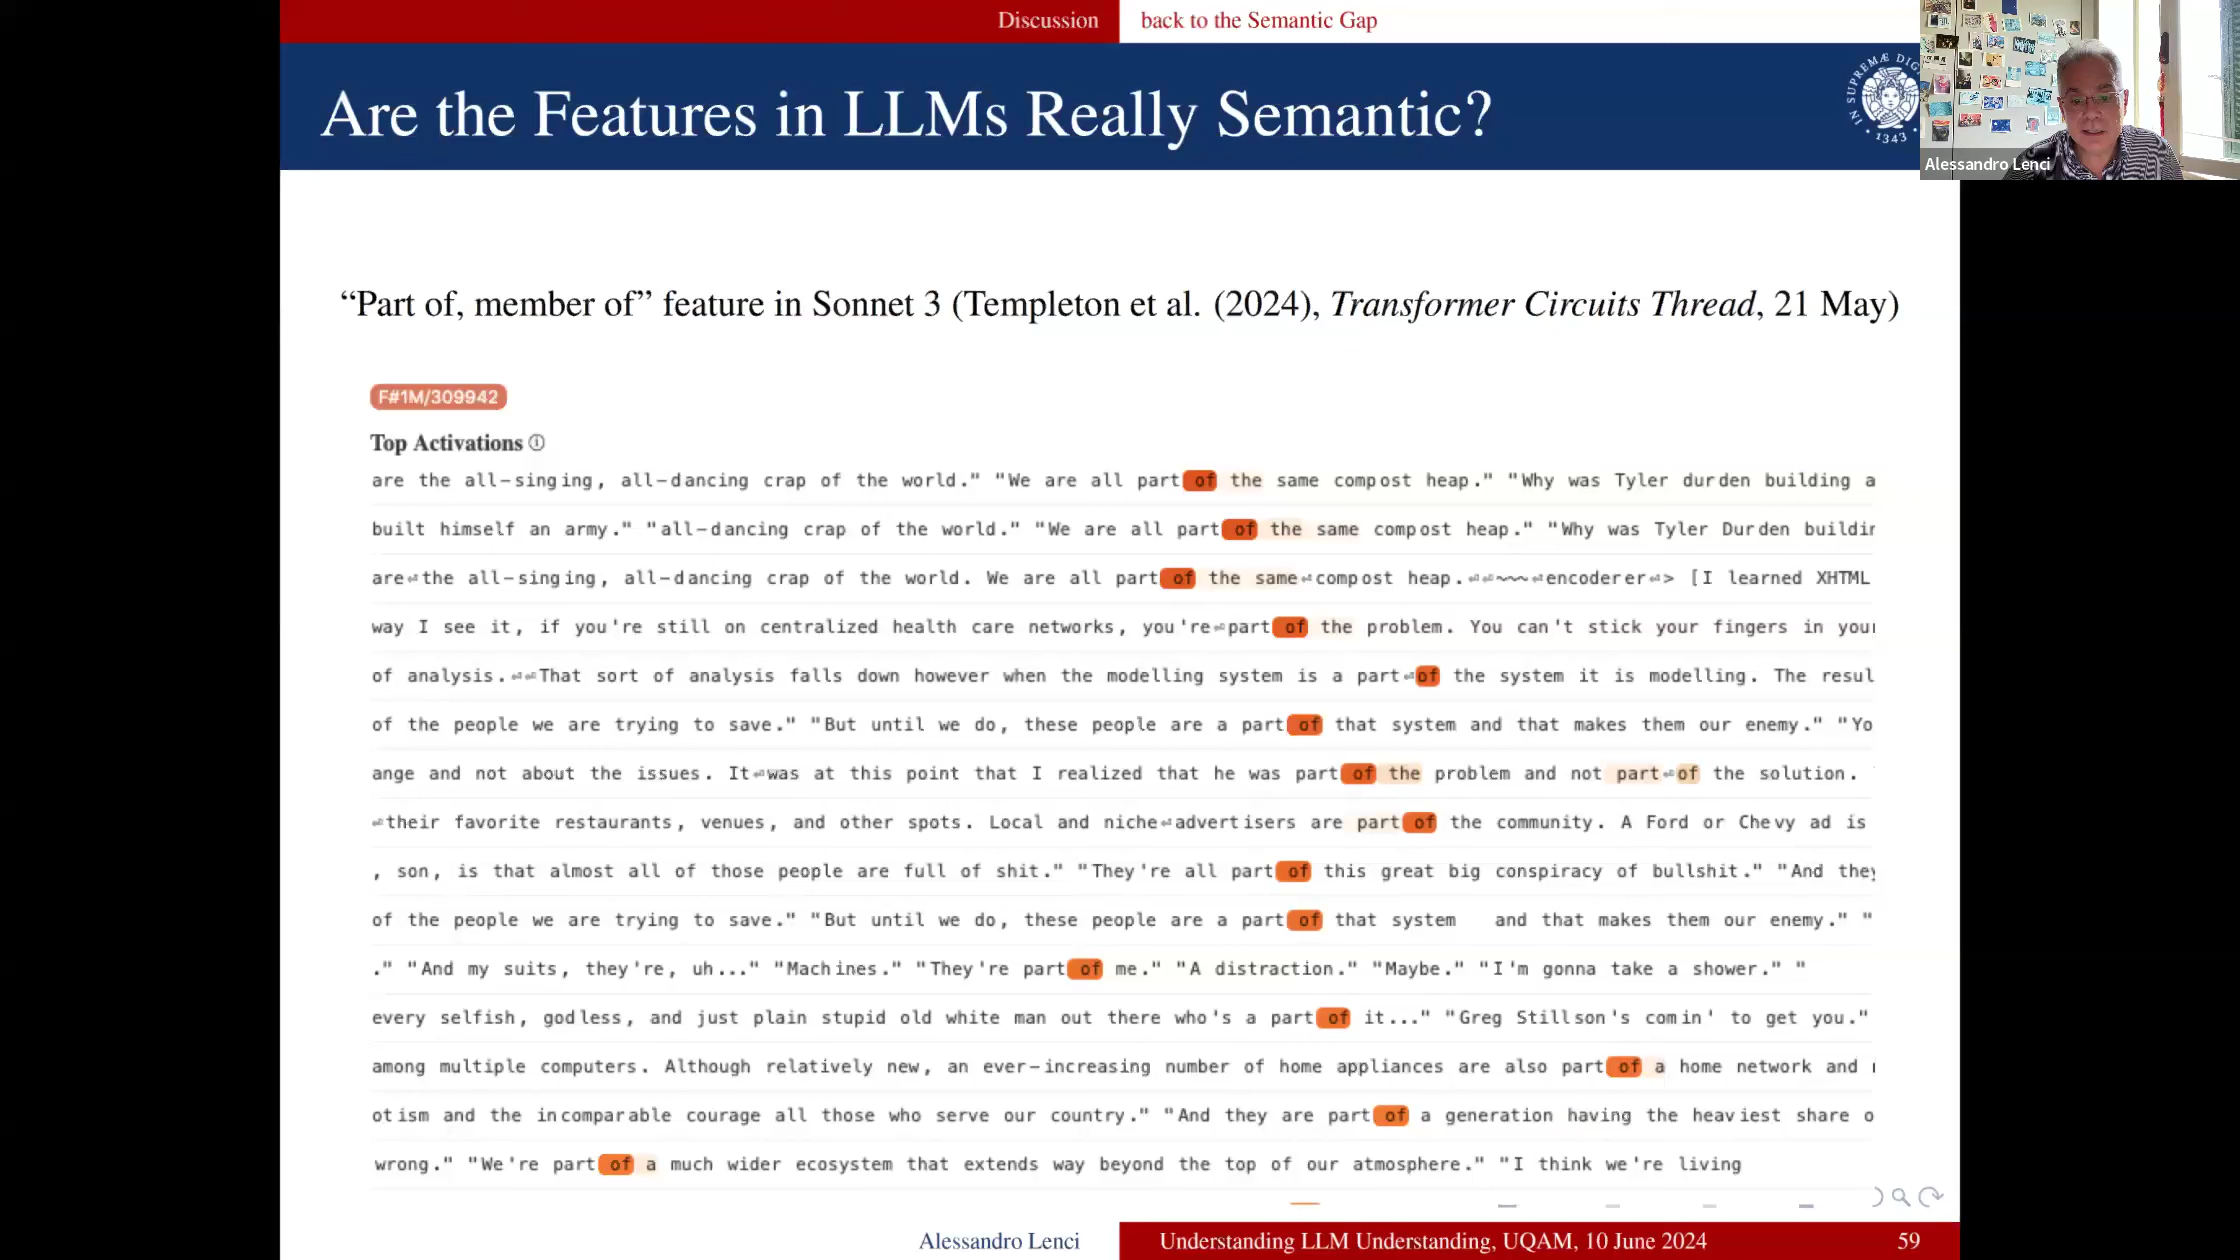 Discussion back to the Semantic Gap
Are the Features in LLMs Really Semantic?
IN SUPREMÆ DIG
• 1343 •
Alessandro Lenci
“Part of, member of” feature in Sonnet 3 (Templeton et al. (2024), Transformer Circuits Thread, 21 May)
F#1M/309942
Top Activations ⓘ
are the all-singing, all-dancing crap of the world." "We are all part of the same compost heap." "Why was Tyler durden building a
built himself an army." "all-dancing crap of the world." "We are all part of the same compost heap." "Why was Tyler Durden buildin
are⏎the all-singing, all-dancing crap of the world. We are all part of the same⏎compost heap.⏎⏎~~~⏎encoderer⏎> [I learned XHTML
way I see it, if you're still on centralized health care networks, you're⏎part of the problem. You can't stick your fingers in your
of analysis.⏎⏎That sort of analysis falls down however when the modelling system is a part⏎of the system it is modelling. The resul
of the people we are trying to save." "But until we do, these people are a part of that system and that makes them our enemy." "Yo
ange and not about the issues. It⏎was at this point that I realized that he was part of the problem and not part⏎of the solution.
⏎their favorite restaurants, venues, and other spots. Local and niche⏎advertisers are part of the community. A Ford or Chevy ad is
, son, is that almost all of those people are full of shit." "They're all part of this great big conspiracy of bullshit." "And they
of the people we are trying to save." "But until we do, these people are a part of that system and that makes them our enemy." "
." "And my suits, they're, uh..." "Machines." "They're part of me." "A distraction." "Maybe." "I'm gonna take a shower." "
every selfish, godless, and just plain stupid old white man out there who's a part of it..." "Greg Stillson's comin' to get you."
among multiple computers. Although relatively new, an ever-increasing number of home appliances are also part of a home network and
otism and the incomparable courage all those who serve our country." "And they are part of a generation having the heaviest share o
wrong." "We're part of a much wider ecosystem that extends way beyond the top of our atmosphere." "I think we're living
Alessandro Lenci Understanding LLM Understanding, UQAM, 10 June 2024 59